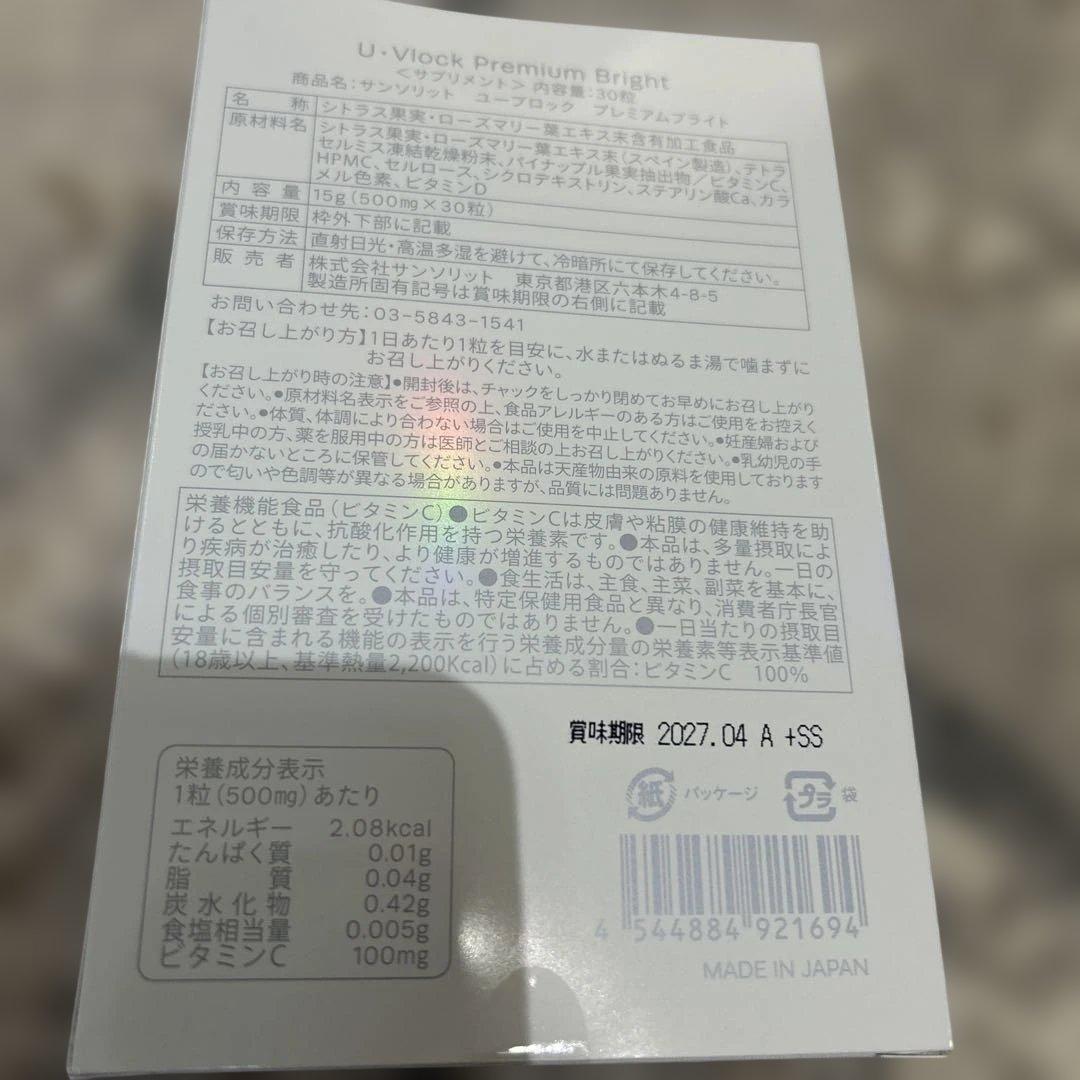 U・Vlock Premium Bright
<サプリメント> 内容量:30粒
商品名:サンソリット ユーブロック プレミアムブライト
名称 シトラス果実・ローズマリー葉エキス末含有加工食品
原材料名 シトラス果実・ローズマリー葉エキス末(スペイン製造)、テトラ
セルミス凍結乾燥粉末、パイナップル果実抽出物/ビタミンC、
HPMC、セルロース、シクロデキストリン、ステアリン酸Ca、カラ
メル色素、ビタミンD
内容量 15g(500mg×30粒)
賞味期限 枠外下部に記載
保存方法 直射日光・高温多湿を避けて、冷暗所にて保存してください。
販売者 株式会社サンソリット 東京都港区六本木4-8-5
製造所固有記号は賞味期限の右側に記載
お問い合わせ先:03-5843-1541
【お召し上がり方】1日あたり1粒を目安に、水またはぬるま湯で噛まずに
お召し上がりください。
【お召し上がり時の注意】●開封後は、チャックをしっかり閉めてお早めにお召し上がり
ください。●原材料名表示をご参照の上、食品アレルギーのある方はご使用をお控えく
ださい。●体質、体調により合わない場合はご使用を中止してください。●妊産婦および
授乳中の方、薬を服用中の方は医師とご相談の上お召し上がりください。●乳幼児の手
の届かないところに保管してください。●本品は天産物由来の原料を使用しております
ので匂いや色調等が異なる場合がありますが、品質には問題ありません。
栄養機能食品(ビタミンC)●ビタミンCは皮膚や粘膜の健康維持を助
けるとともに、抗酸化作用を持つ栄養素です。●本品は、多量摂取によ
り疾病が治癒したり、より健康が増進するものではありません。一日の
摂取目安量を守ってください。●食生活は、主食、主菜、副菜を基本に、
食事のバランスを。●本品は、特定保健用食品と異なり、消費者庁長官
による個別審査を受けたものではありません。●一日当たりの摂取目
安量に含まれる機能の表示を行う栄養成分量の栄養素等表示基準値
(18歳以上、基準熱量2,200Kcal)に占める割合:ビタミンC 100%
賞味期限 2027.04 A +SS
紙 パッケージ プラ 袋
栄養成分表示
1粒(500mg)あたり
エネルギー 2.08kcal
たんぱく質 0.01g
脂質 0.04g
炭水化物 0.42g
食塩相当量 0.005g
ビタミンC 100mg
4 544884 921694
MADE IN JAPAN